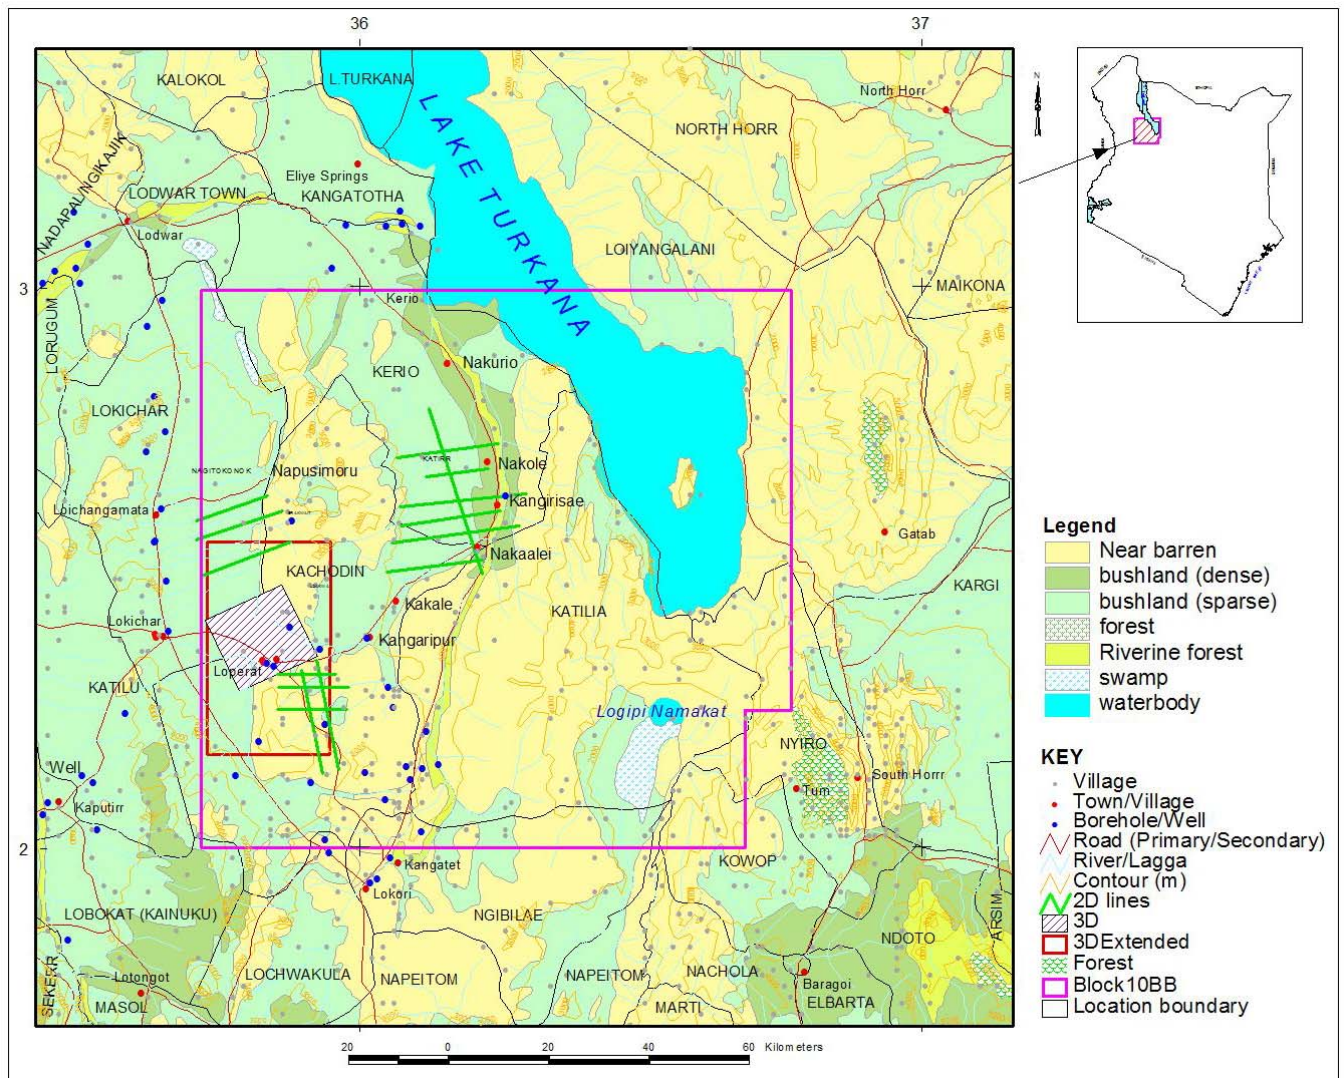 36
37
KALOKOL
L.TURKANA
LAKE TURKANA
North Horr
NORTH HORR
NADAPAL/NGIKAJIK
Eliye Springs
LODWAR TOWN
KANGATOTHA
Lodwar
LOIYANGALANI
3
MAIKONA
Kerio
LORUGUM
Nakurio
KERIO
LOKICHAR
KATIRR
NAGITOKONOK
Napusimoru
Nakole
Kangirisae
Loichangamata
Gatab
Nakaalei
KACHODIN
KARGI
Kakale
KATILIA
Lokichar
Kangaripur
Loperat
KATILU
Logipi Namakat
NYIRO
Well
South Horrr
Tum
Kaputirr
2
KOWOP
Kangatet
Lokori
LOBOKAT (KAINUKU)
NGIBILAE
ARSIM
NDOTO
SEKERR
Lotongot
LOCHWAKULA
NAPEITOM
NAPEITOM
NACHOLA
Baragoi
MASOL
MARTI
ELBARTA
20 0 20 40 60 Kilometers
N
Legend
Near barren
bushland (dense)
bushland (sparse)
forest
Riverine forest
swamp
waterbody
KEY
Village
Town/Village
Borehole/Well
Road (Primary/Secondary)
River/Lagga
Contour (m)
2D lines
3D
3DExtended
Forest
Block10BB
Location boundary